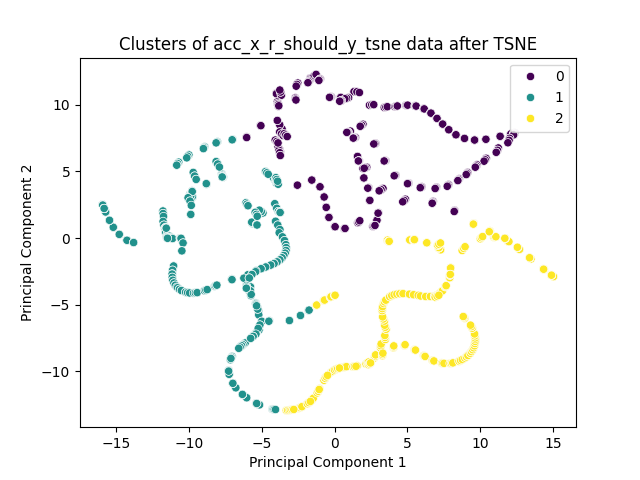 Clusters of acc_x_r_should_y_tsne data after TSNE
0
1
2
10
5
0
−5
−10
Principal Component 2
−15 −10 −5 0 5 10 15
Principal Component 1